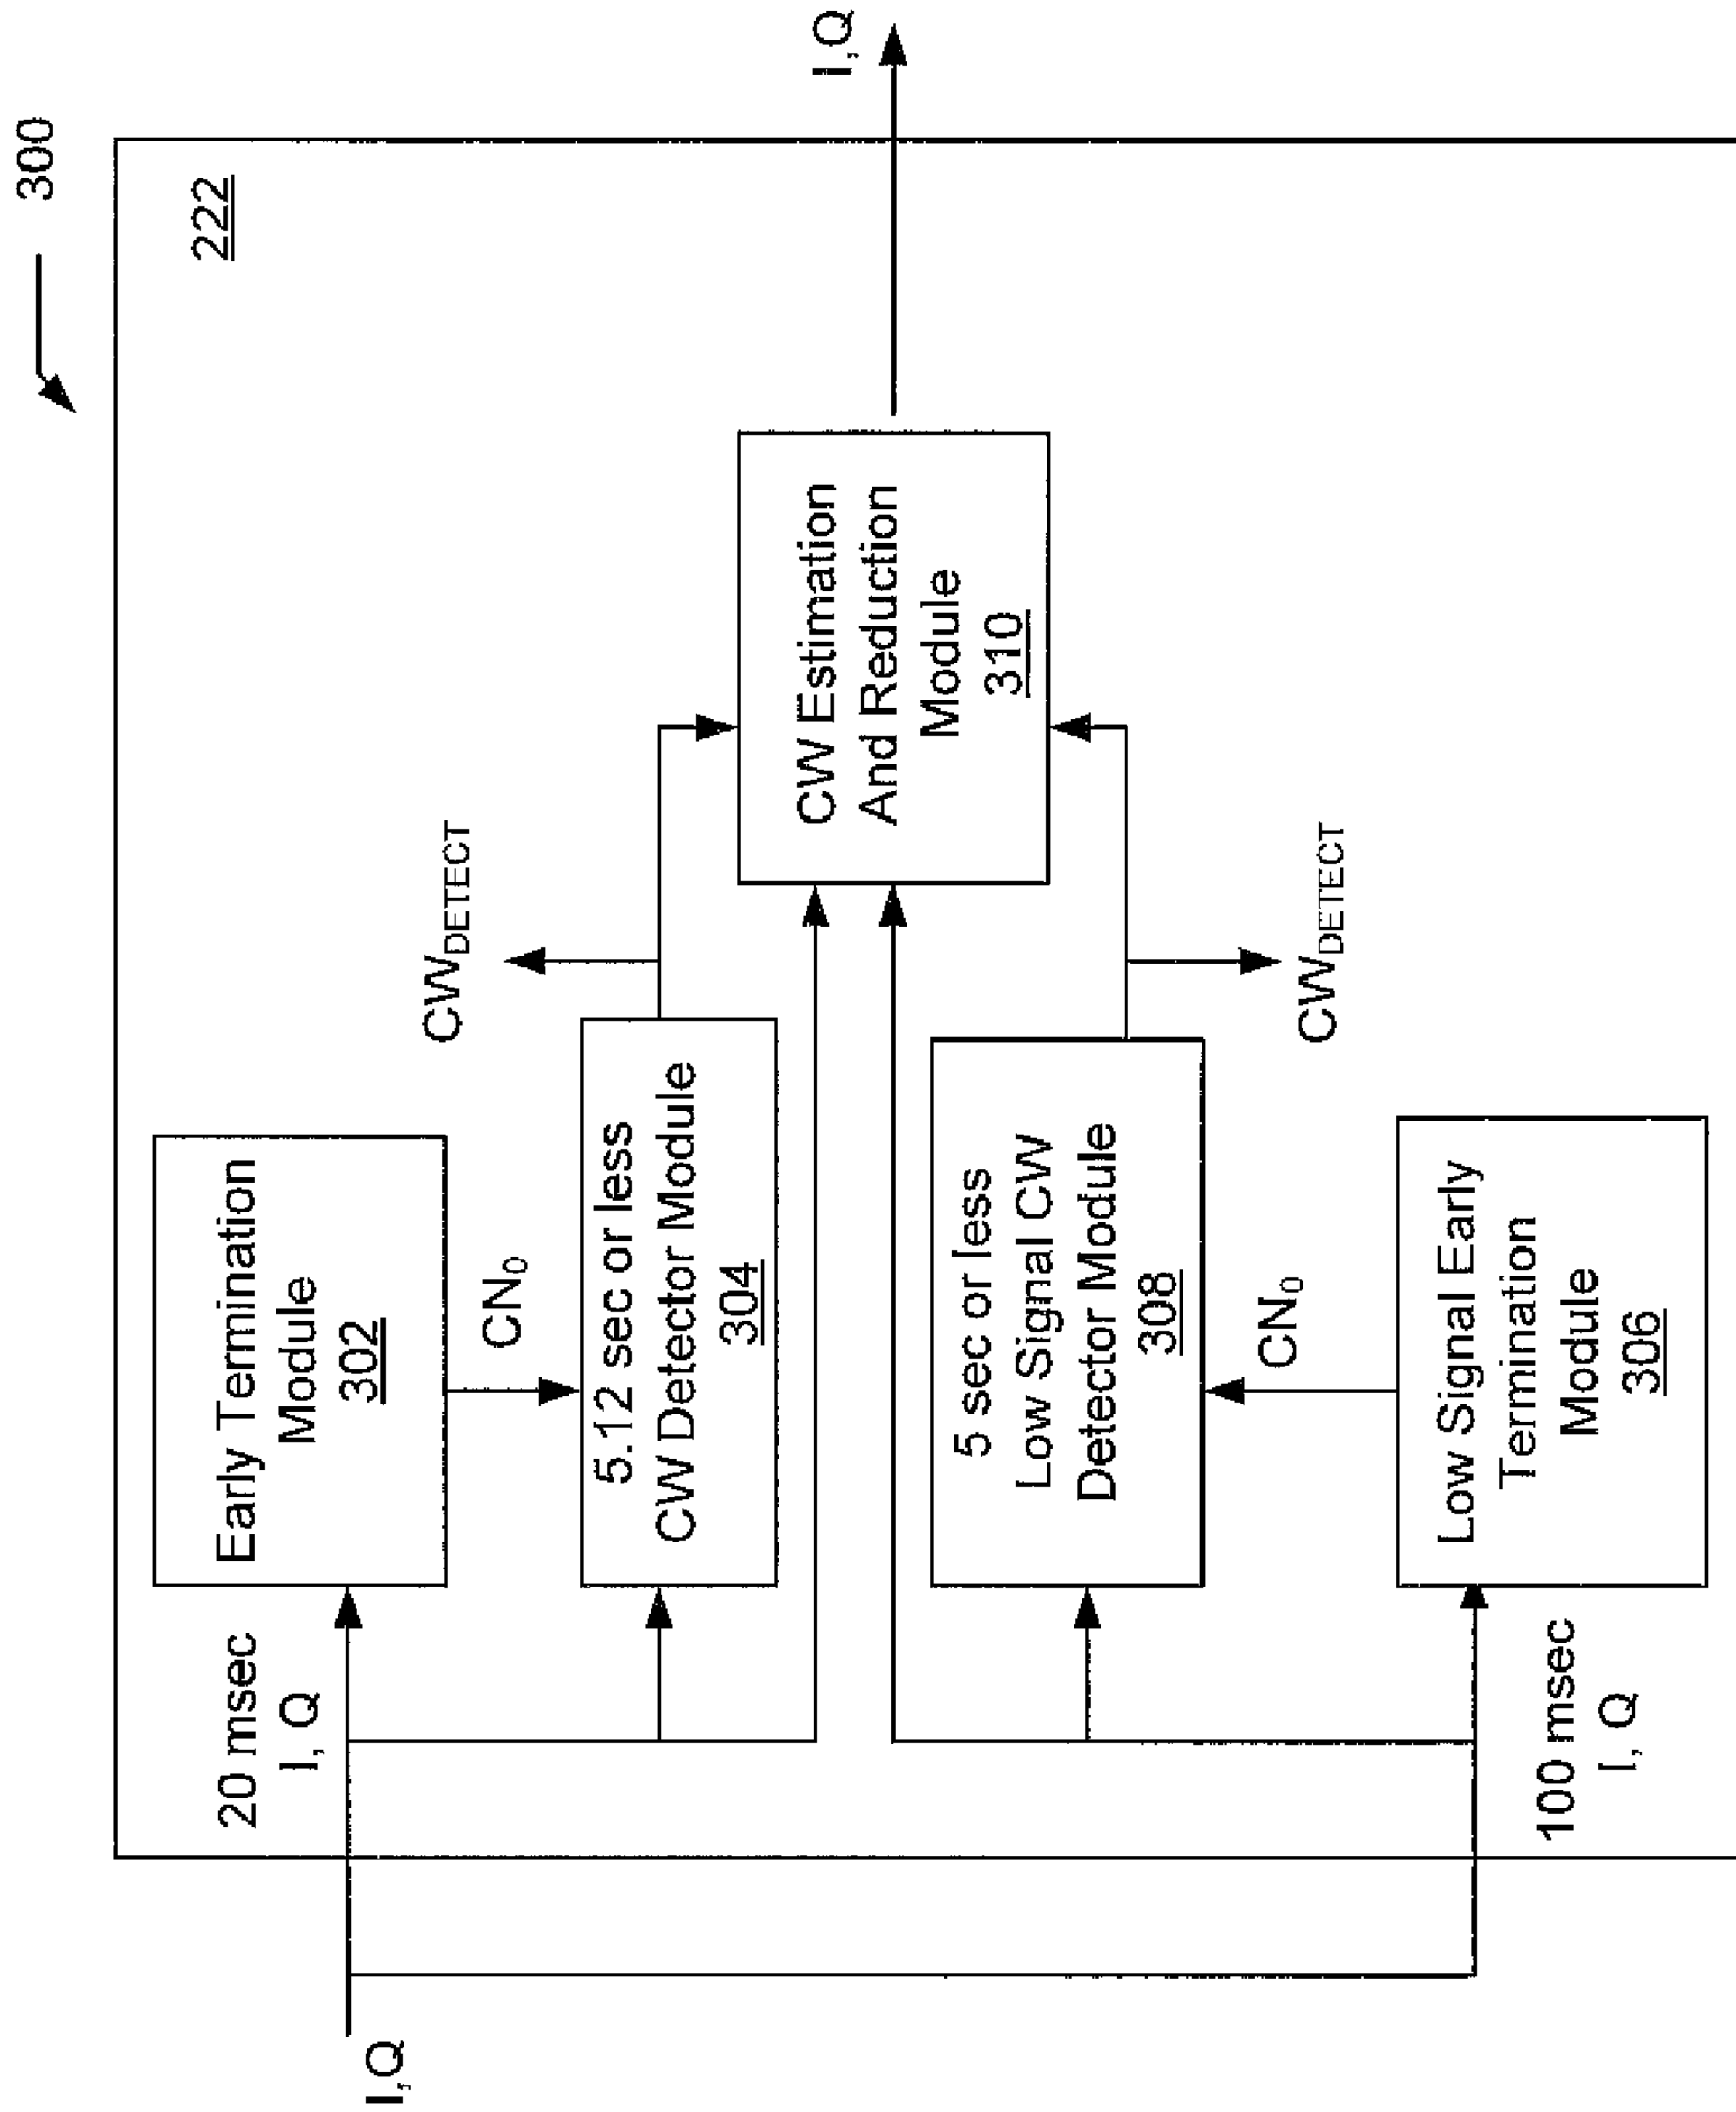 300
222
I,Q
20 msec
I, Q
Early Termination
Module
302
CN0
5.12 sec or less
CW Detector Module
304
CWDETECT
CW Estimation
And Reduction
Module
310
I,Q
5 sec or less
Low Signal CW
Detector Module
308
CWDETECT
CN0
Low Signal Early
Termination
Module
306
100 msec
I, Q